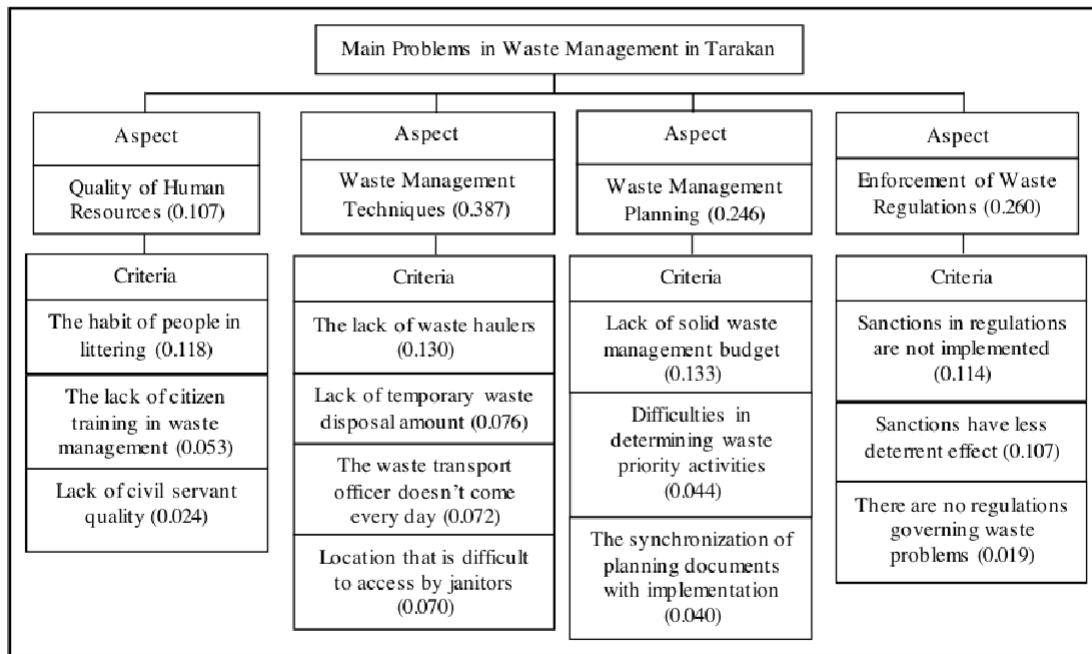 Main Problems in Waste Management in Tarakan
Aspect
Quality of Human
Resources (0.107)
Criteria
The habit of people in
littering (0.118)
The lack of citizen
training in waste
management (0.053)
Lack of civil servant
quality (0.024)
Aspect
Waste Management
Techniques (0.387)
Criteria
The lack of waste haulers
(0.130)
Lack of temporary waste
disposal amount (0.076)
The waste transport
officer doesn't come
every day (0.072)
Location that is difficult
to access by janitors
(0.070)
Aspect
Waste Management
Planning (0.246)
Criteria
Lack of solid waste
management budget
(0.133)
Difficulties in
determining waste
priority activities
(0.044)
The synchronization of
planning documents
with implementation
(0.040)
Aspect
Enforcement of Waste
Regulations (0.260)
Criteria
Sanctions in regulations
are not implemented
(0.114)
Sanctions have less
deterrent effect (0.107)
There are no regulations
governing waste
problems (0.019)